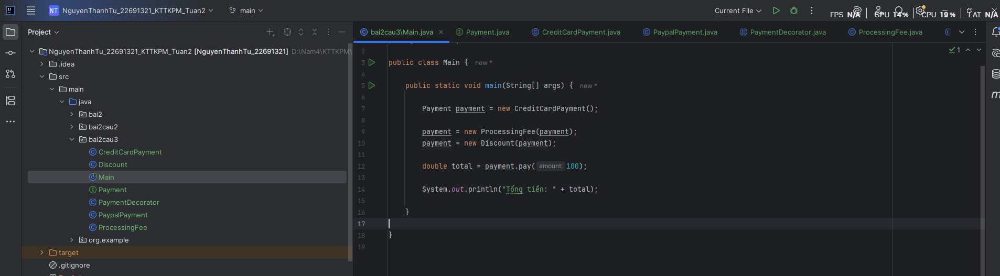 NT NguyenThanhTu_22691321_KTTKPM_Tuan2 main Current File
FPS N/A GPU 14 % CPU 19 % LAT N/A
Project
NguyenThanhTu_22691321_KTTKPM_Tuan2 [NguyenThanhTu_22691321] D:\Nam4\KTTKPM\
.idea
src
main
java
bai2
bai2cau2
bai2cau3
CreditCardPayment
Discount
Main
Payment
PaymentDecorator
PaypalPayment
ProcessingFee
org.example
target
.gitignore
bai2cau3\Main.java Payment.java CreditCardPayment.java PaypalPayment.java PaymentDecorator.java ProcessingFee.java
1
2
3 public class Main { new *
4
5 public static void main(String[] args) { new *
6
7 Payment payment = new CreditCardPayment();
8
9 payment = new ProcessingFee(payment);
10 payment = new Discount(payment);
11
12 double total = payment.pay( amount: 100);
13
14 System.out.println("Tổng tiền: " + total);
15
16 }
17
18 }
19